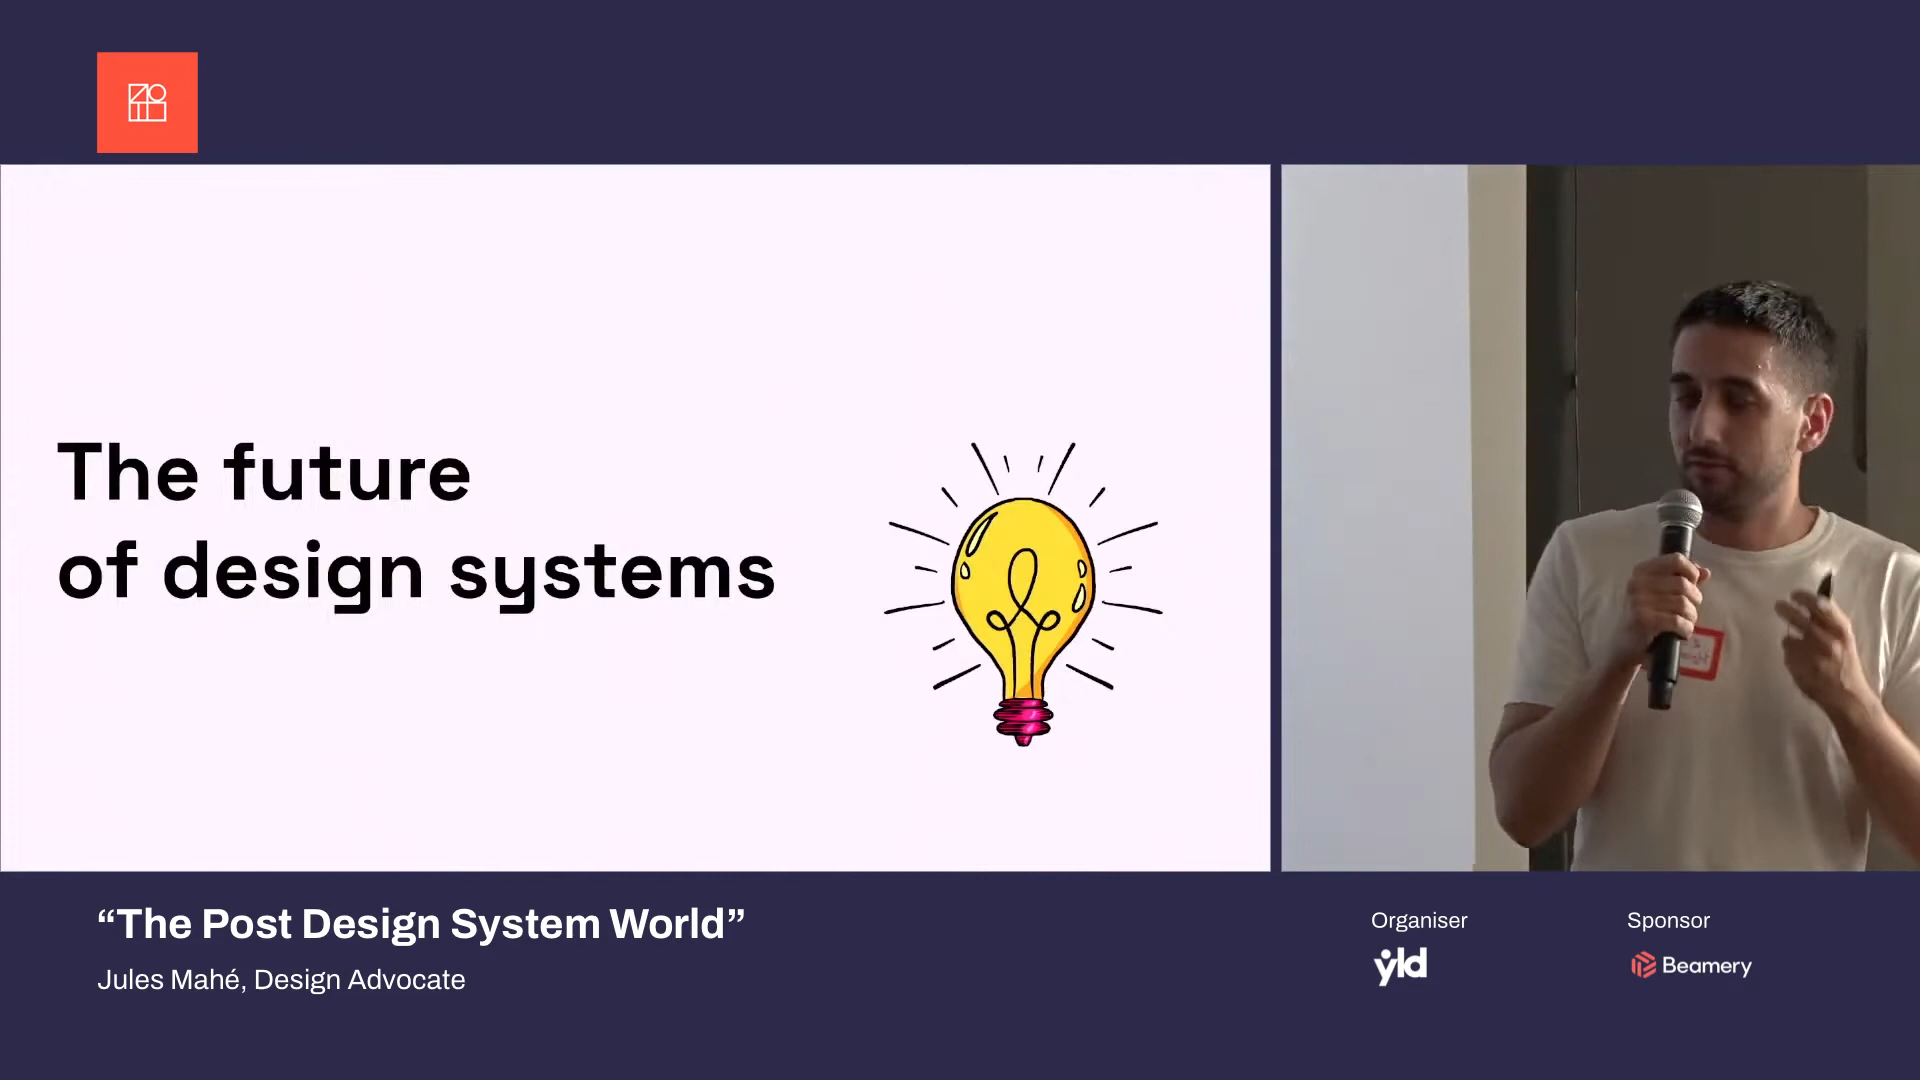 The future
of design systems
“The Post Design System World”
Jules Mahé, Design Advocate
Organiser
yld
Sponsor
Beamery